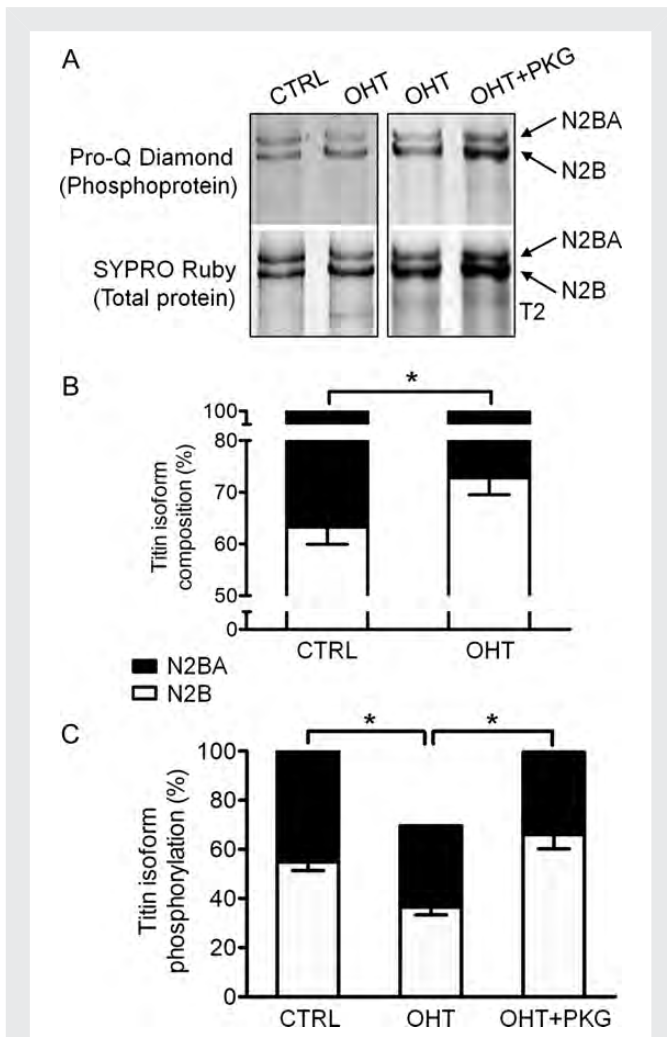 A
CTRL
OHT
OHT
OHT+PKG
Pro-Q Diamond
(Phosphoprotein)
N2BA
N2B
SYPRO Ruby
(Total protein)
N2BA
N2B
T2
B
*
Titin isoform
composition (%)
100
80
70
60
50
0
CTRL
OHT
N2BA
N2B
C
*
*
Titin isoform
phosphorylation (%)
100
80
60
40
20
0
CTRL
OHT
OHT+PKG